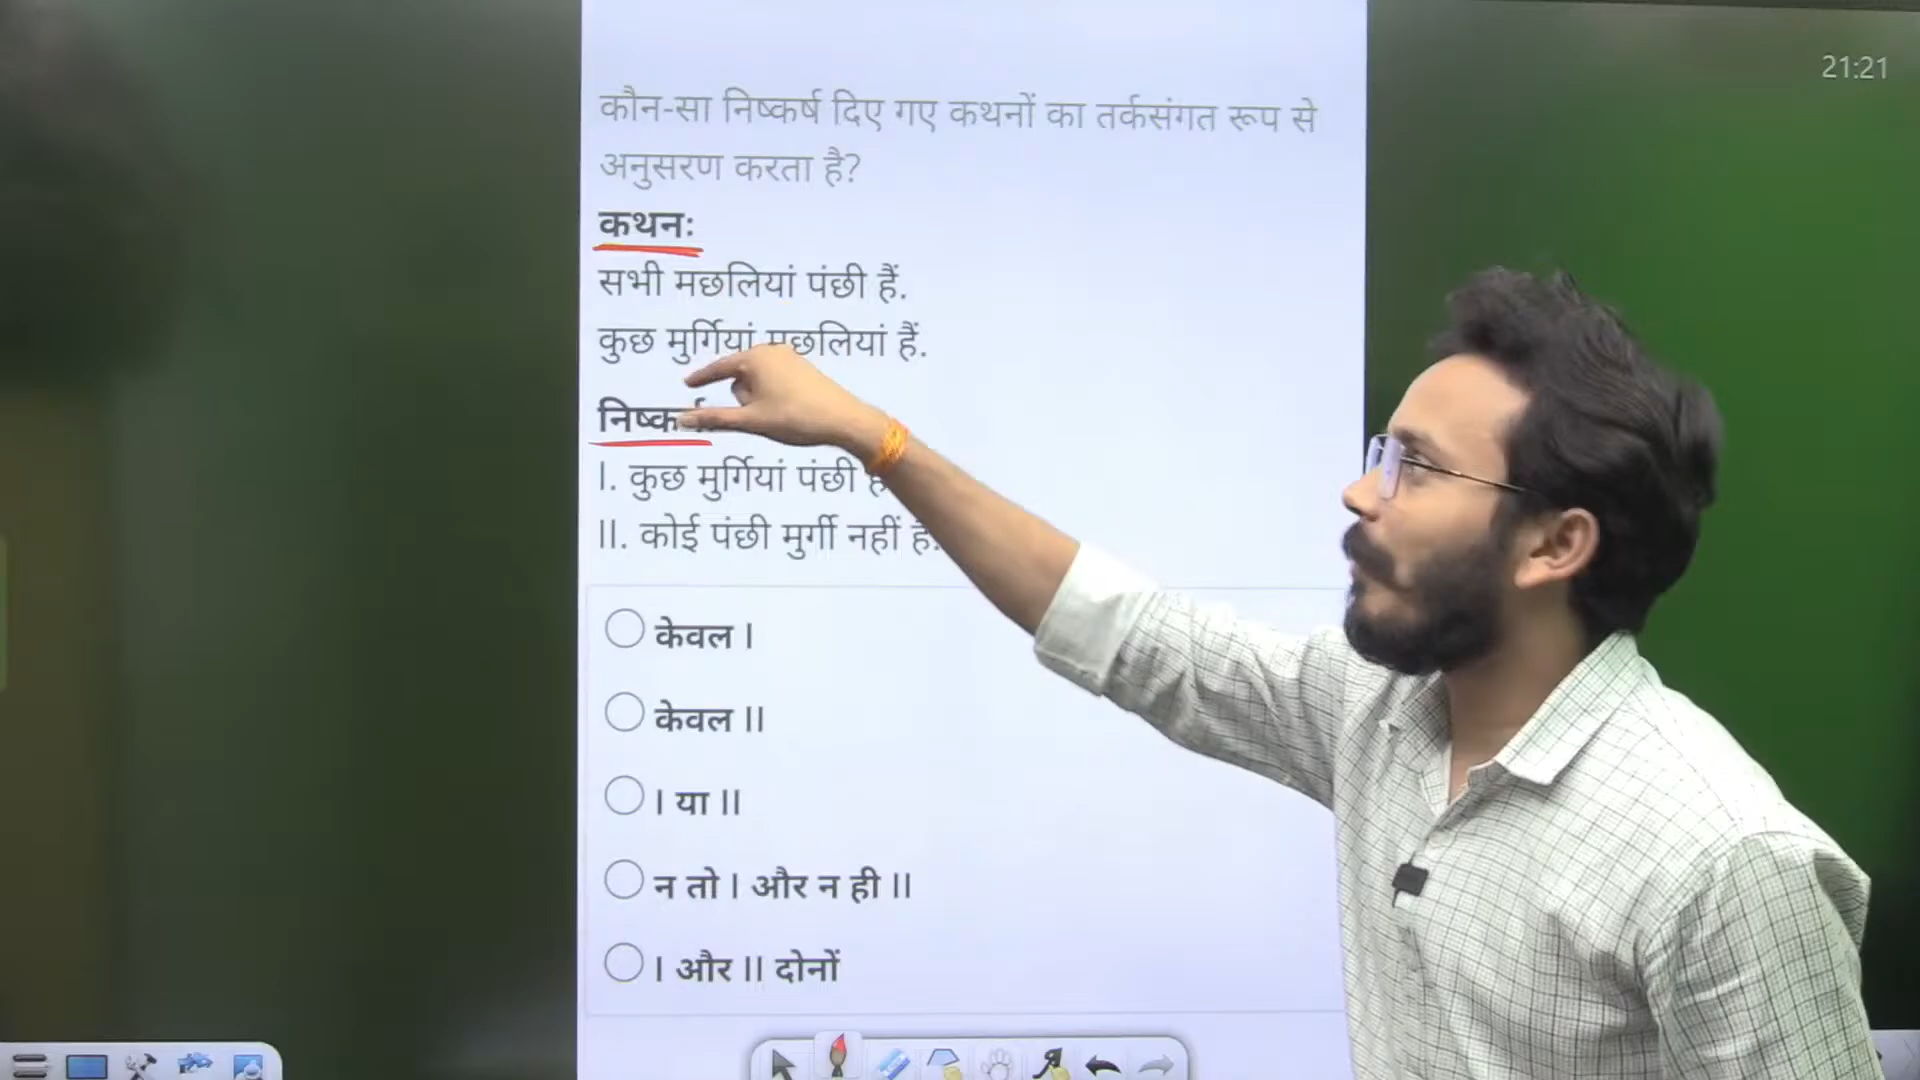 21:21
कौन-सा निष्कर्ष दिए गए कथनों का तर्कसंगत रूप से
अनुसरण करता है?
कथनः
सभी मछलियां पंछी हैं.
कुछ मुर्गियां मछलियां हैं.
I. कुछ मुर्गियां पंछी
II. कोई पंछी मुर्गी नहीं है.
केवल I
केवल II
I या II
न तो I और न ही II
I और II दोनों